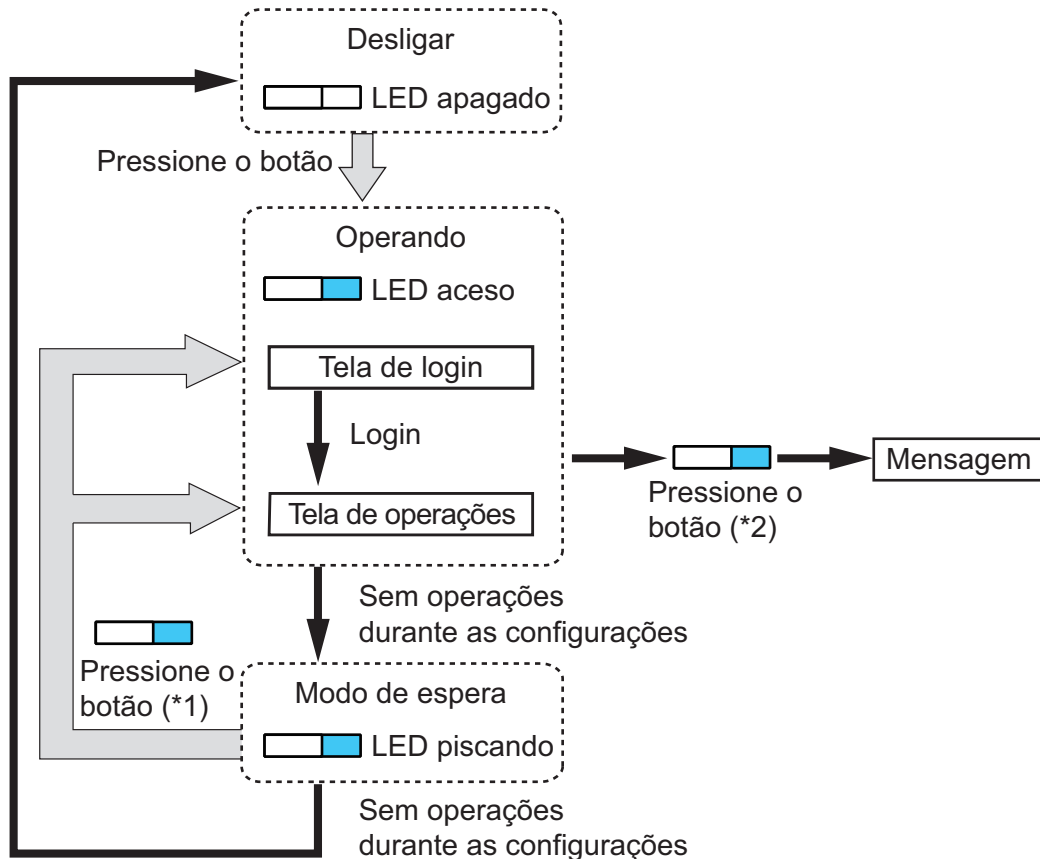 Desligar
LED apagado
Pressione o botão
Operando
LED aceso
Tela de login
Login
Tela de operações
Pressione o
botão (*2)
Mensagem
Sem operações
durante as configurações
Pressione o
botão (*1)
Modo de espera
LED piscando
Sem operações
durante as configurações